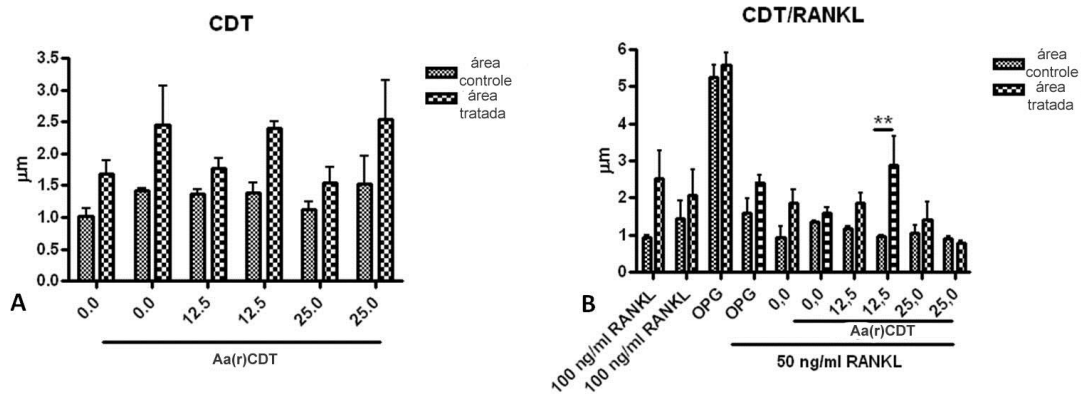 CDT
3.5
3.0
2.5
2.0
1.5
1.0
0.5
0.0
µm
área
controle
área
tratada
0.0
0.0
12.5
12.5
25.0
25.0
Aa(r)CDT
A
CDT/RANKL
6
5
4
3
2
1
0
µm
**
área
controle
área
tratada
100 ng/ml RANKL
100 ng/ml RANKL
OPG
OPG
0,0
0,0
12,5
12,5
25,0
25,0
Aa(r)CDT
50 ng/ml RANKL
B